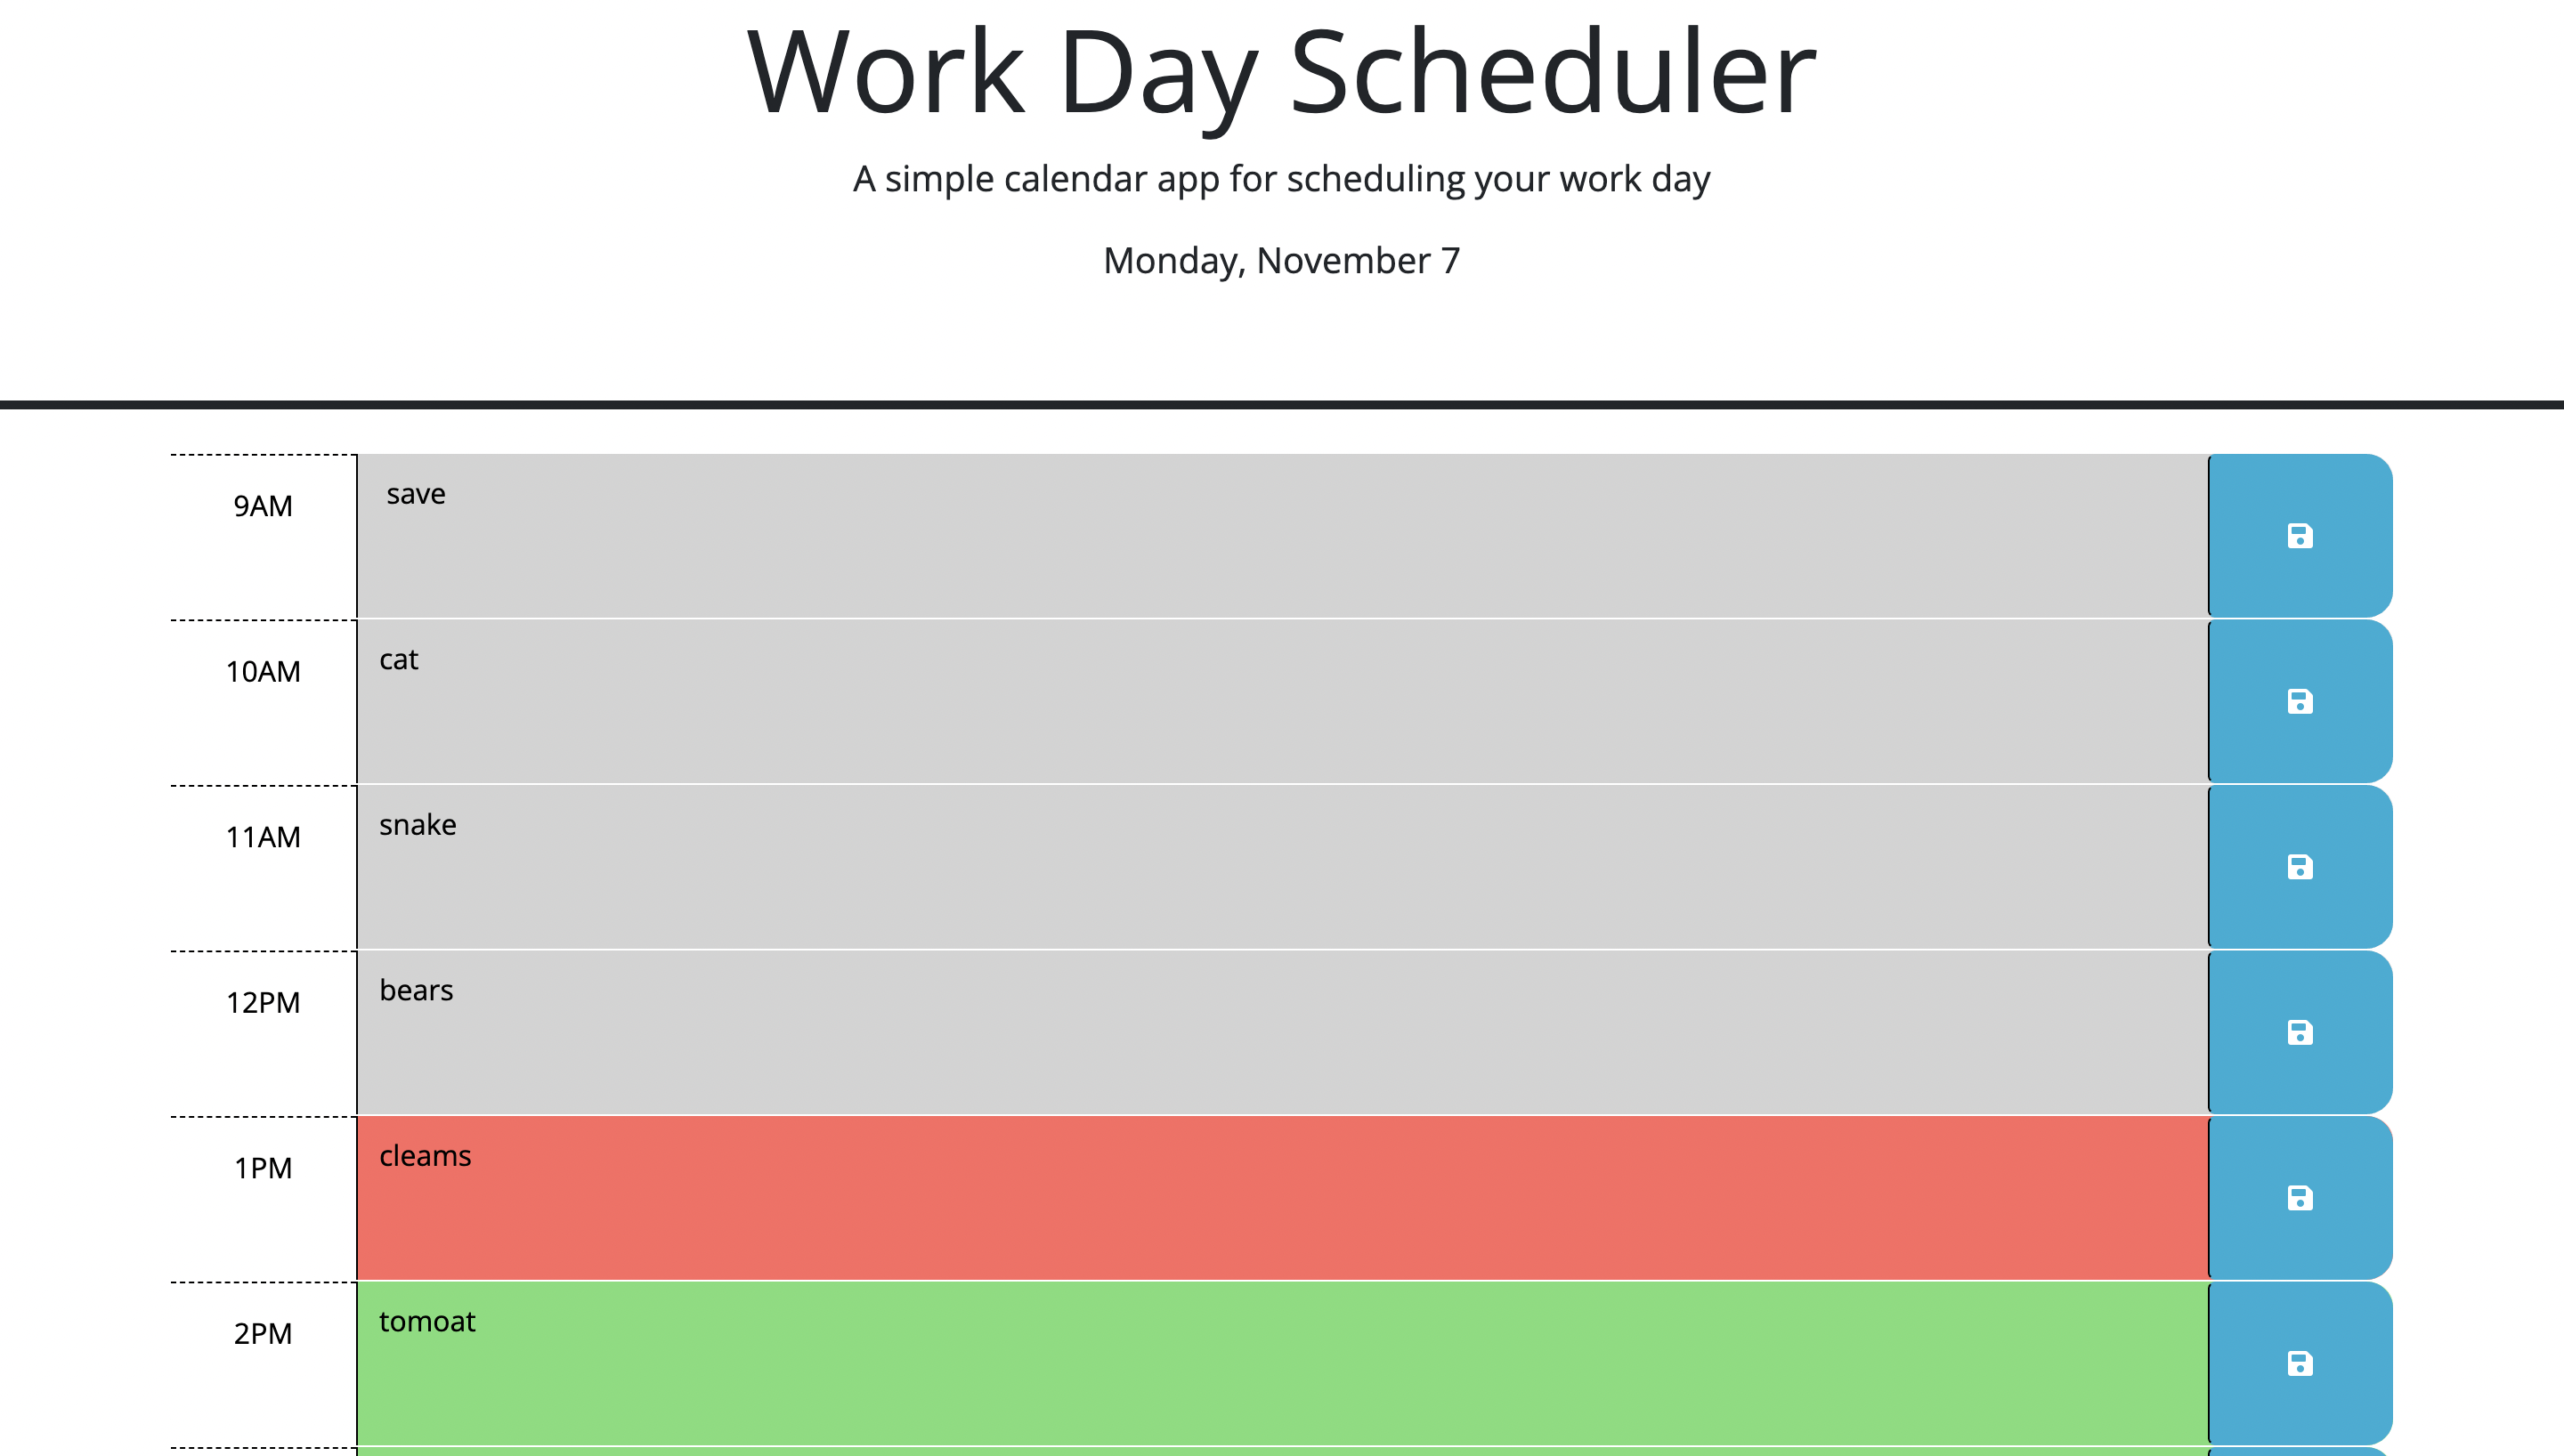 Work Day Scheduler
A simple calendar app for scheduling your work day
Monday, November 7
9AM save
10AM cat
11AM snake
12PM bears
1PM cleams
2PM tomoat